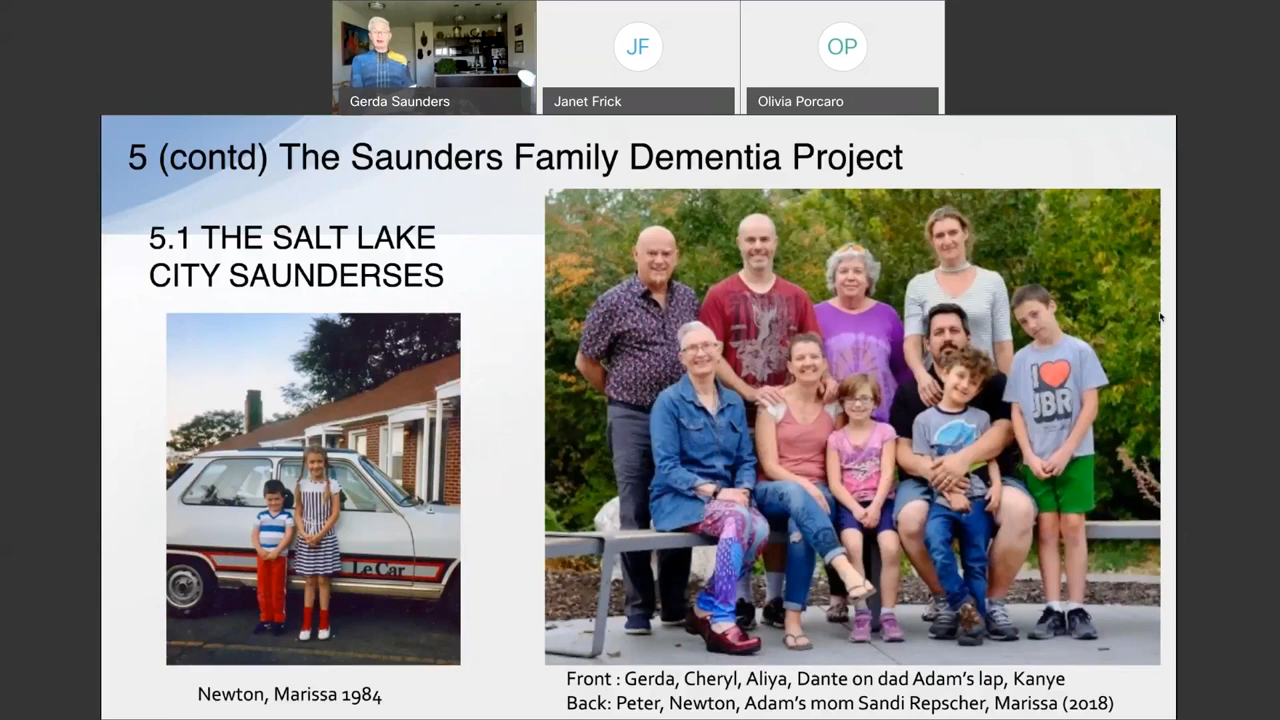 JF
OP
Gerda Saunders
Janet Frick
Olivia Porcaro
5 (contd) The Saunders Family Dementia Project
5.1 THE SALT LAKE
CITY SAUNDERSES
Le Car
I
JBR
Newton, Marissa 1984
Front : Gerda, Cheryl, Aliya, Dante on dad Adam's lap, Kanye
Back: Peter, Newton, Adam's mom Sandi Repscher, Marissa (2018)